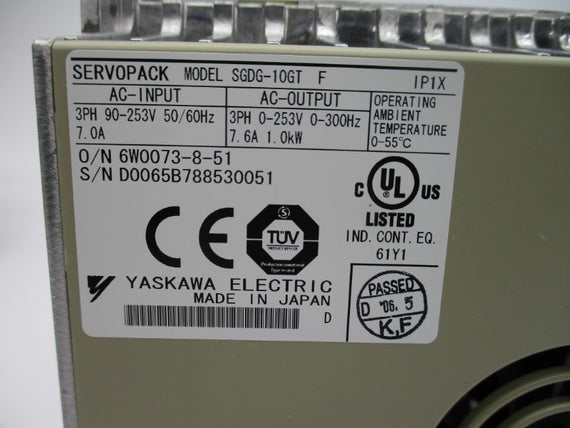 SERVOPACK MODEL SGDG-10GT F IP1X
AC-INPUT
3PH 90-253V 50/60Hz
7.0A
AC-OUTPUT
3PH 0-253V 0-300Hz
7.6A 1.0kW
OPERATING
AMBIENT
TEMPERATURE
0-55℃
O/N 6W0073-8-51
S/N D0065B788530051
C UL US
LISTED
IND. CONT. EQ.
61Y1
CE
TÜV
YASKAWA ELECTRIC
MADE IN JAPAN
D
PASSED
D '06. 5
K,F